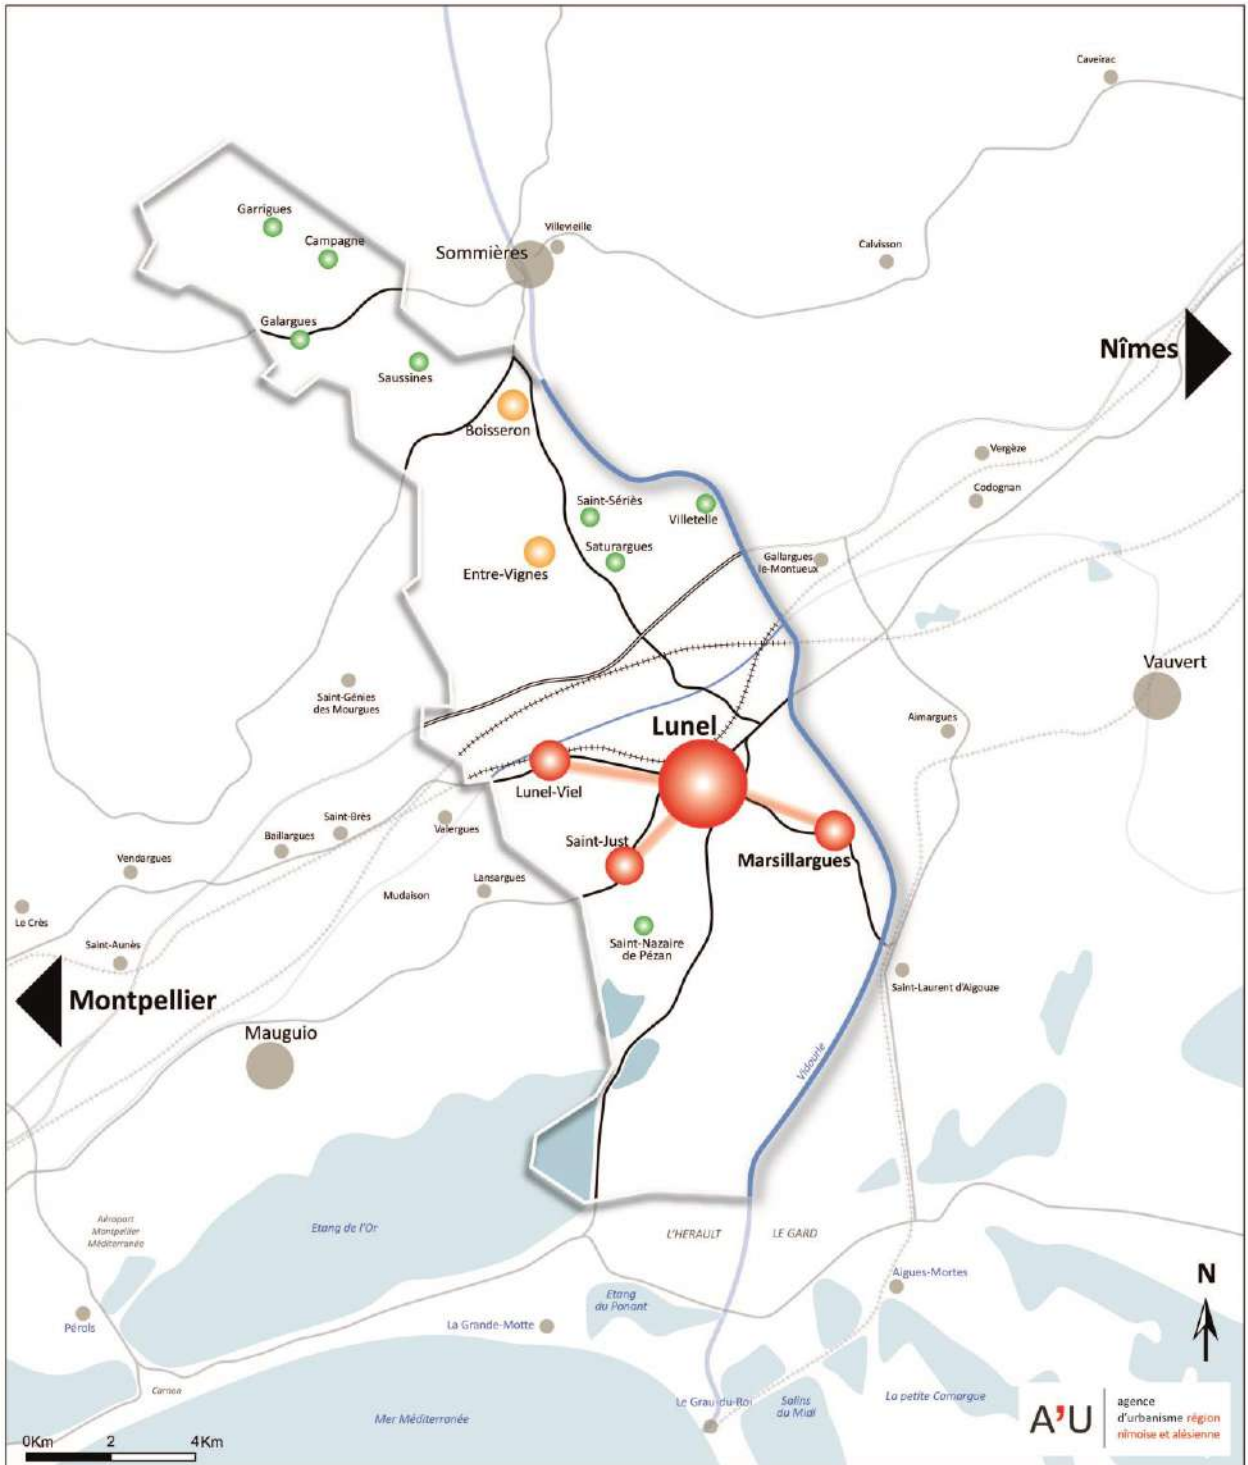 Caveirac
Garrigues
Villevieille
Campagne
Sommières
Calvisson
Galargues
Nîmes
Saussines
Boisseron
Vergèze
Codognan
Saint-Sériès
Villetelle
Saturargues
Gallargues
le-Montueux
Entre-Vignes
Vauvert
Saint-Génies
des Mourgues
Aimargues
Lunel
Lunel-Viel
Saint-Brès
Valergues
Baillargues
Saint-Just
Vendargues
Marsillargues
Lansargues
Mudaison
Le Crès
Saint-Aunès
Saint-Nazaire
de Pézan
Saint-Laurent d'Aigouze
Montpellier
Mauguio
Vidourle
Aéroport
Montpellier
Méditerranée
Etang de l'Or
L'HERAULT
LE GARD
Aigues-Mortes
N
Etang
du Ponant
Pérols
La Grande-Motte
Carnon
Le Grau-du-Roi
Salins
du Midi
La petite Camargue
Mer Méditerranée
A'U
agence
d'urbanisme région
nîmoise et alésienne
0Km 2 4Km